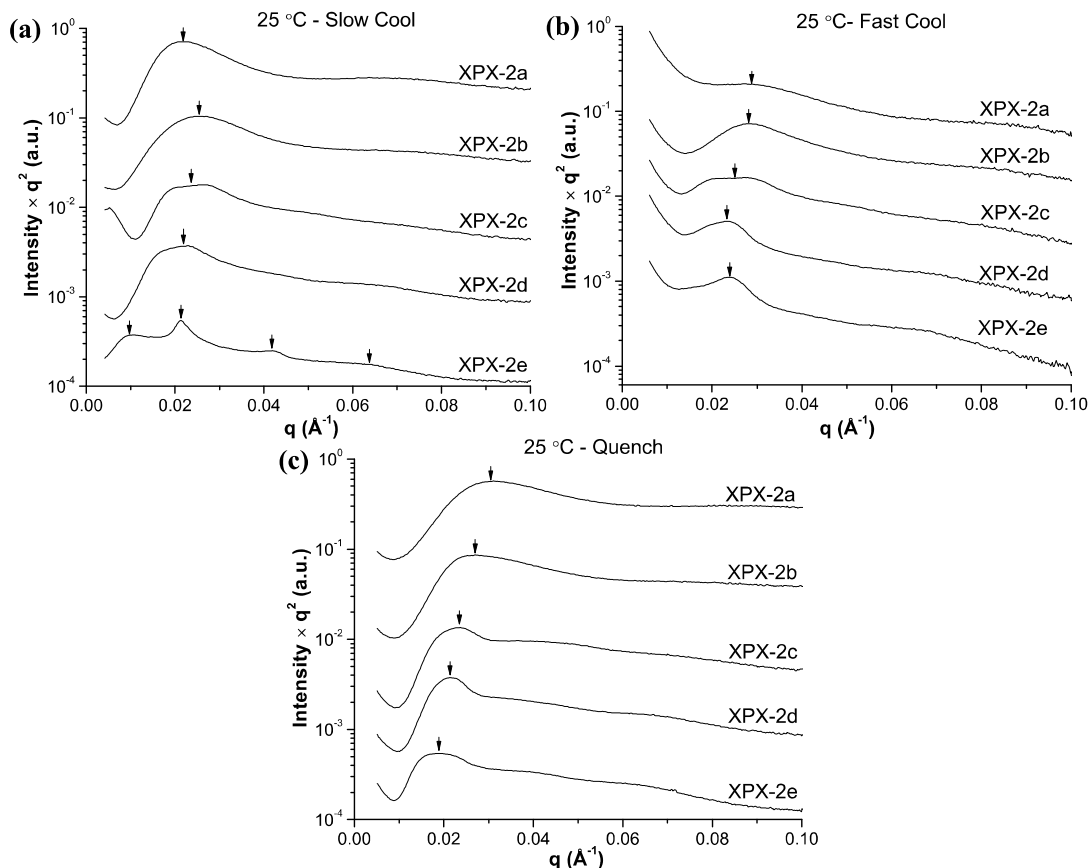 (a)
25 °C - Slow Cool
Intensity × q² (a.u.)
10⁰
10⁻¹
10⁻²
10⁻³
10⁻⁴
XPX-2a
XPX-2b
XPX-2c
XPX-2d
XPX-2e
0.00 0.02 0.04 0.06 0.08 0.10
q (Å⁻¹)
(b)
25 °C- Fast Cool
Intensity × q² (a.u.)
10⁰
10⁻¹
10⁻²
10⁻³
10⁻⁴
XPX-2a
XPX-2b
XPX-2c
XPX-2d
XPX-2e
0.00 0.02 0.04 0.06 0.08 0.10
q (Å⁻¹)
(c)
25 °C - Quench
Intensity × q² (a.u.)
10⁰
10⁻¹
10⁻²
10⁻³
10⁻⁴
XPX-2a
XPX-2b
XPX-2c
XPX-2d
XPX-2e
0.00 0.02 0.04 0.06 0.08 0.10
q (Å⁻¹)